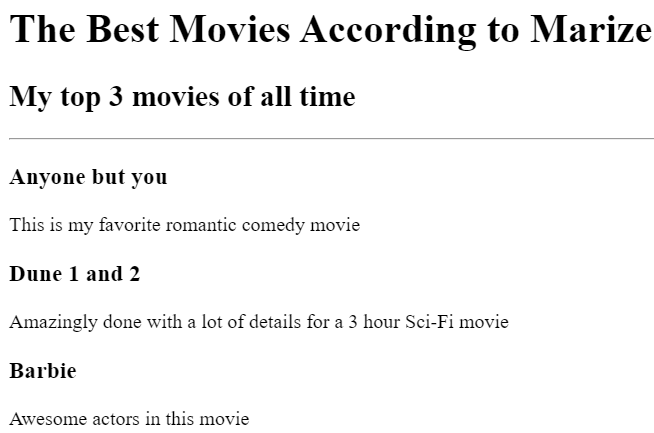 The Best Movies According to Marize
My top 3 movies of all time
Anyone but you
This is my favorite romantic comedy movie
Dune 1 and 2
Amazingly done with a lot of details for a 3 hour Sci-Fi movie
Barbie
Awesome actors in this movie